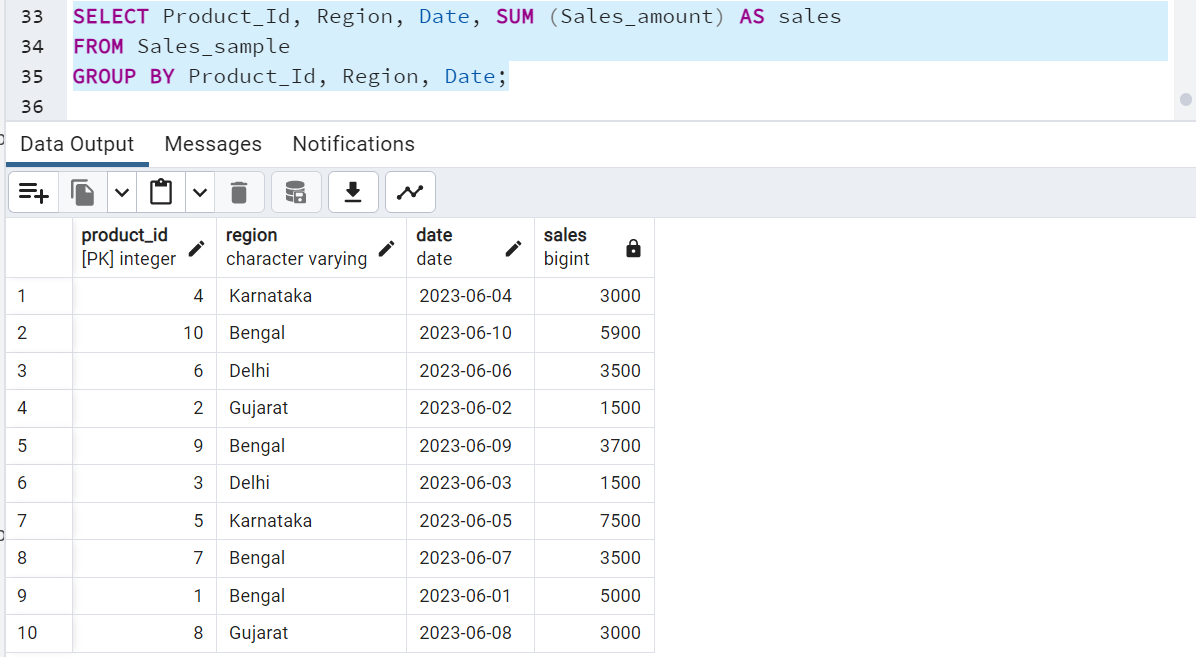 33 SELECT Product_Id, Region, Date, SUM (Sales_amount) AS sales
34 FROM Sales_sample
35 GROUP BY Product_Id, Region, Date;
36
Data Output Messages Notifications
product_id region date sales
[PK] integer character varying date bigint
1 4 Karnataka 2023-06-04 3000
2 10 Bengal 2023-06-10 5900
3 6 Delhi 2023-06-06 3500
4 2 Gujarat 2023-06-02 1500
5 9 Bengal 2023-06-09 3700
6 3 Delhi 2023-06-03 1500
7 5 Karnataka 2023-06-05 7500
8 7 Bengal 2023-06-07 3500
9 1 Bengal 2023-06-01 5000
10 8 Gujarat 2023-06-08 3000